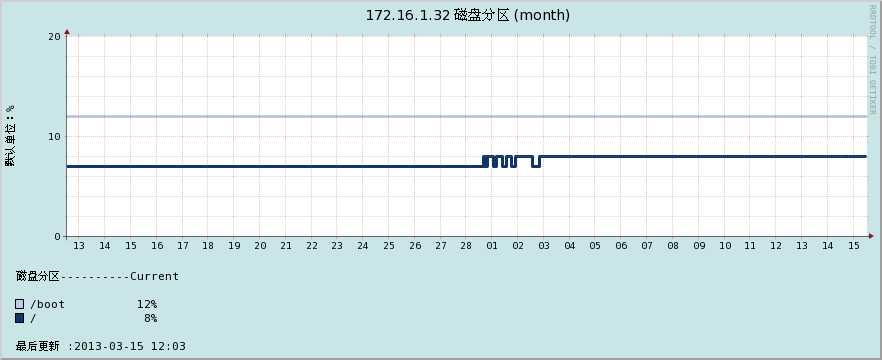 172.16.1.32 磁盘分区 (month)
RRDTOOL / TOBI OETIKER
默认单位: %
20
10
0
13 14 15 16 17 18 19 20 21 22 23 24 25 26 27 28 01 02 03 04 05 06 07 08 09 10 11 12 13 14 15
磁盘分区----------Current
/boot 12%
/ 8%
最后更新 :2013-03-15 12:03